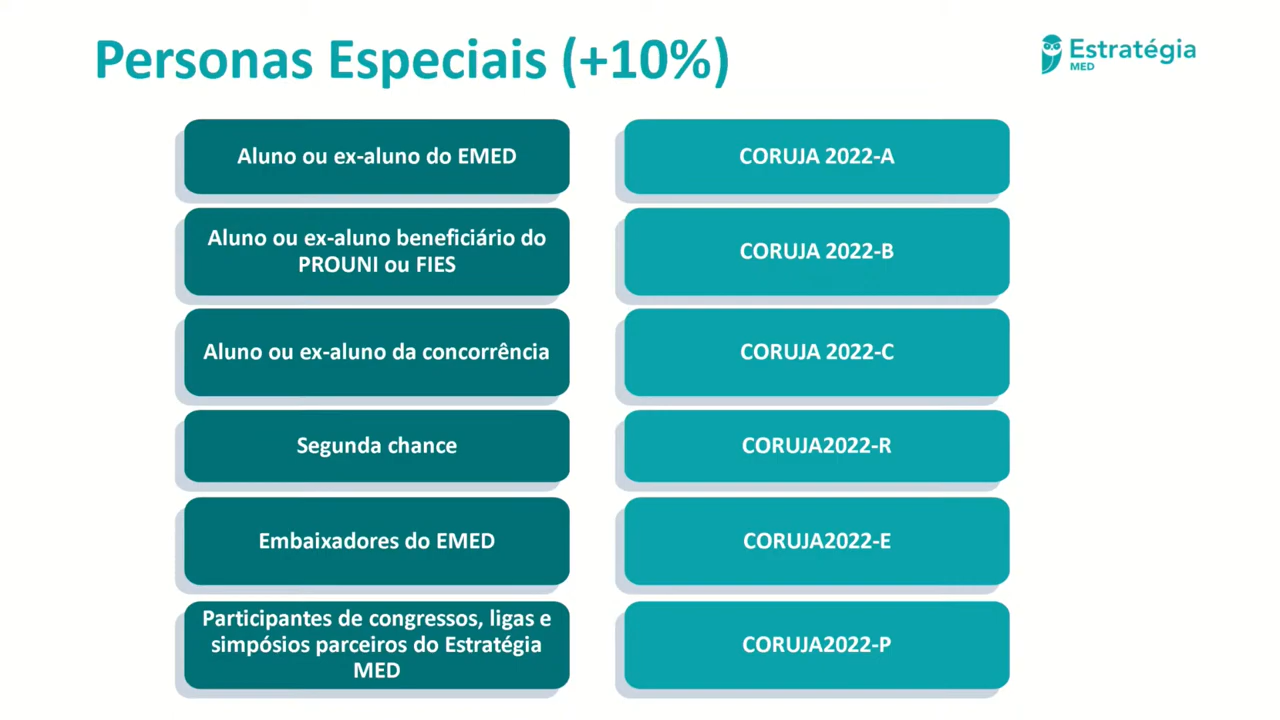 Personas Especiais (+10%)
Estratégia
MED
Aluno ou ex-aluno do EMED
CORUJA 2022-A
Aluno ou ex-aluno beneficiário do
PROUNI ou FIES
CORUJA 2022-B
Aluno ou ex-aluno da concorrência
CORUJA 2022-C
Segunda chance
CORUJA2022-R
Embaixadores do EMED
CORUJA2022-E
Participantes de congressos, ligas e
simpósios parceiros do Estratégia
MED
CORUJA2022-P